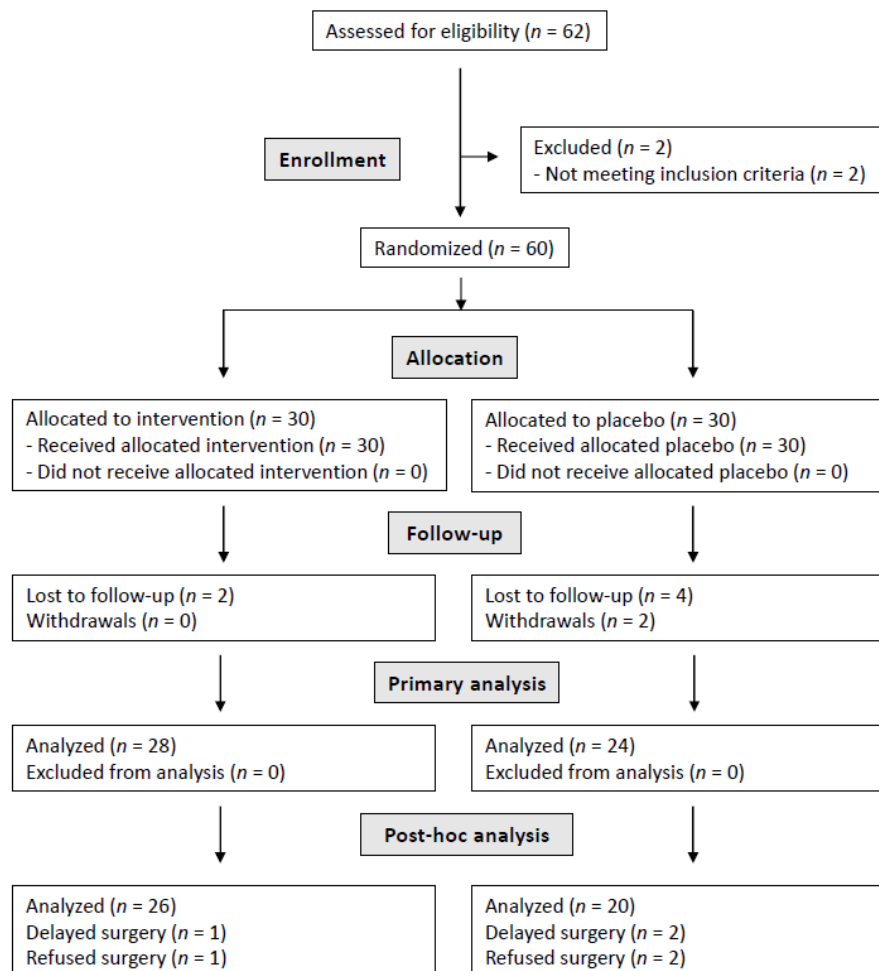 Assessed for eligibility (n = 62)
Enrollment
Excluded (n = 2)
- Not meeting inclusion criteria (n = 2)
Randomized (n = 60)
Allocation
Allocated to intervention (n = 30)
- Received allocated intervention (n = 30)
- Did not receive allocated intervention (n = 0)
Allocated to placebo (n = 30)
- Received allocated placebo (n = 30)
- Did not receive allocated placebo (n = 0)
Follow-up
Lost to follow-up (n = 2)
Withdrawals (n = 0)
Lost to follow-up (n = 4)
Withdrawals (n = 2)
Primary analysis
Analyzed (n = 28)
Excluded from analysis (n = 0)
Analyzed (n = 24)
Excluded from analysis (n = 0)
Post-hoc analysis
Analyzed (n = 26)
Delayed surgery (n = 1)
Refused surgery (n = 1)
Analyzed (n = 20)
Delayed surgery (n = 2)
Refused surgery (n = 2)